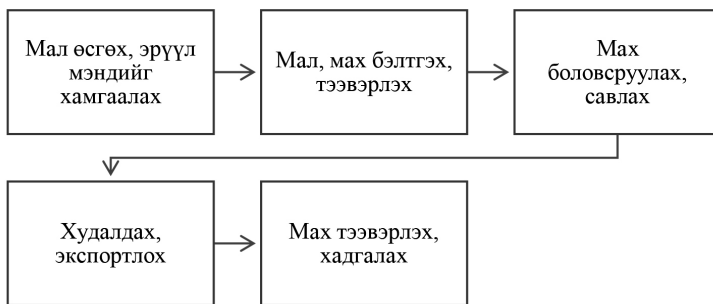 Мал өсгөх, эрүүл
мэндийг
хамгаалах
Мал, мах бэлтгэх,
тээвэрлэх
Мах
боловсруулах,
савлах
Худалдах,
экспортлох
Мах тээвэрлэх,
хадгалах